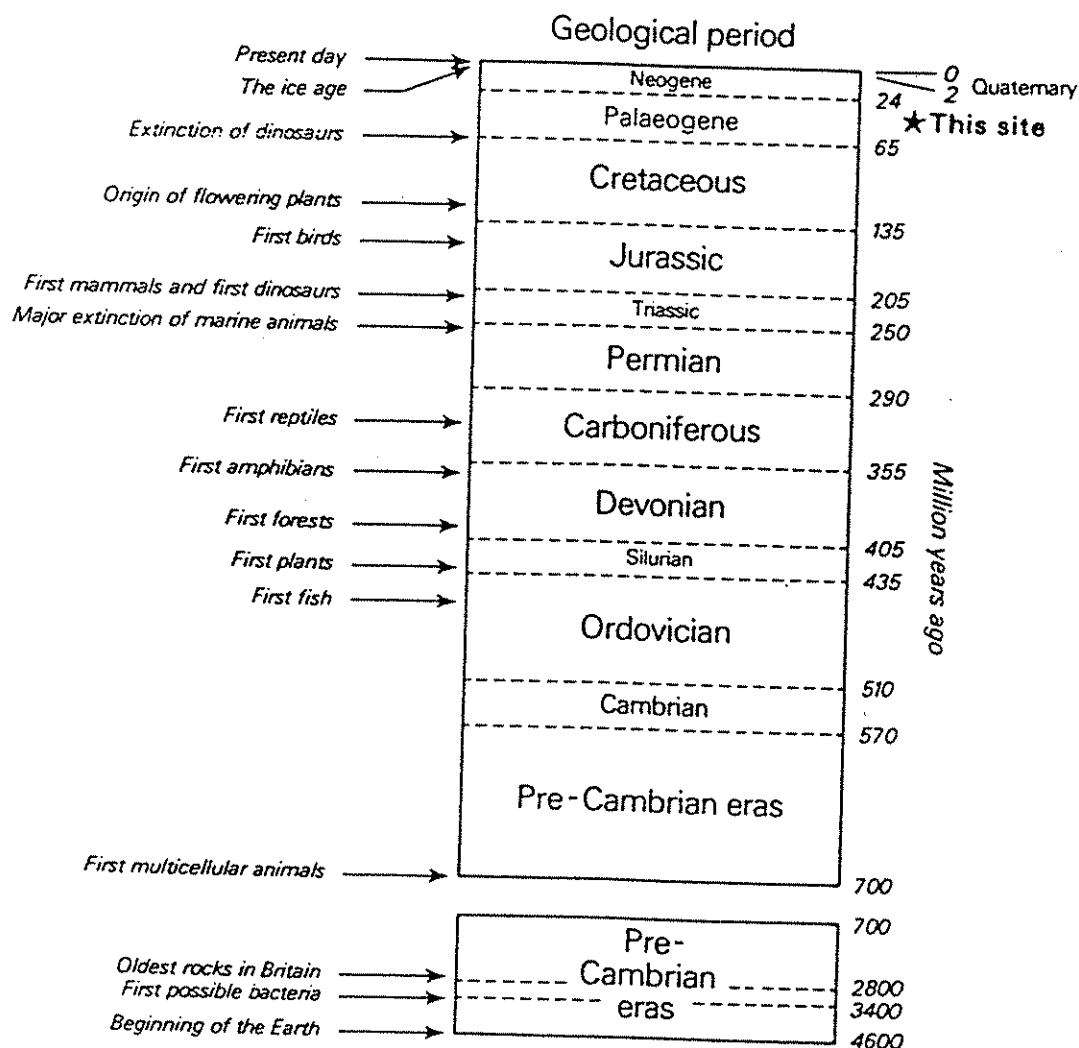 Geological period
Present day
The ice age
Neogene
0
2 Quaternary
24
Extinction of dinosaurs
Palaeogene
★ This site
65
Cretaceous
Origin of flowering plants
135
First birds
Jurassic
First mammals and first dinosaurs
205
Triassic
Major extinction of marine animals
250
Permian
290
First reptiles
Carboniferous
First amphibians
355
Million years ago
Devonian
First forests
405
First plants
Silurian
435
First fish
Ordovician
510
Cambrian
570
Pre-Cambrian eras
First multicellular animals
700
700
Pre-
Cambrian
eras
Oldest rocks in Britain
2800
First possible bacteria
3400
Beginning of the Earth
4600